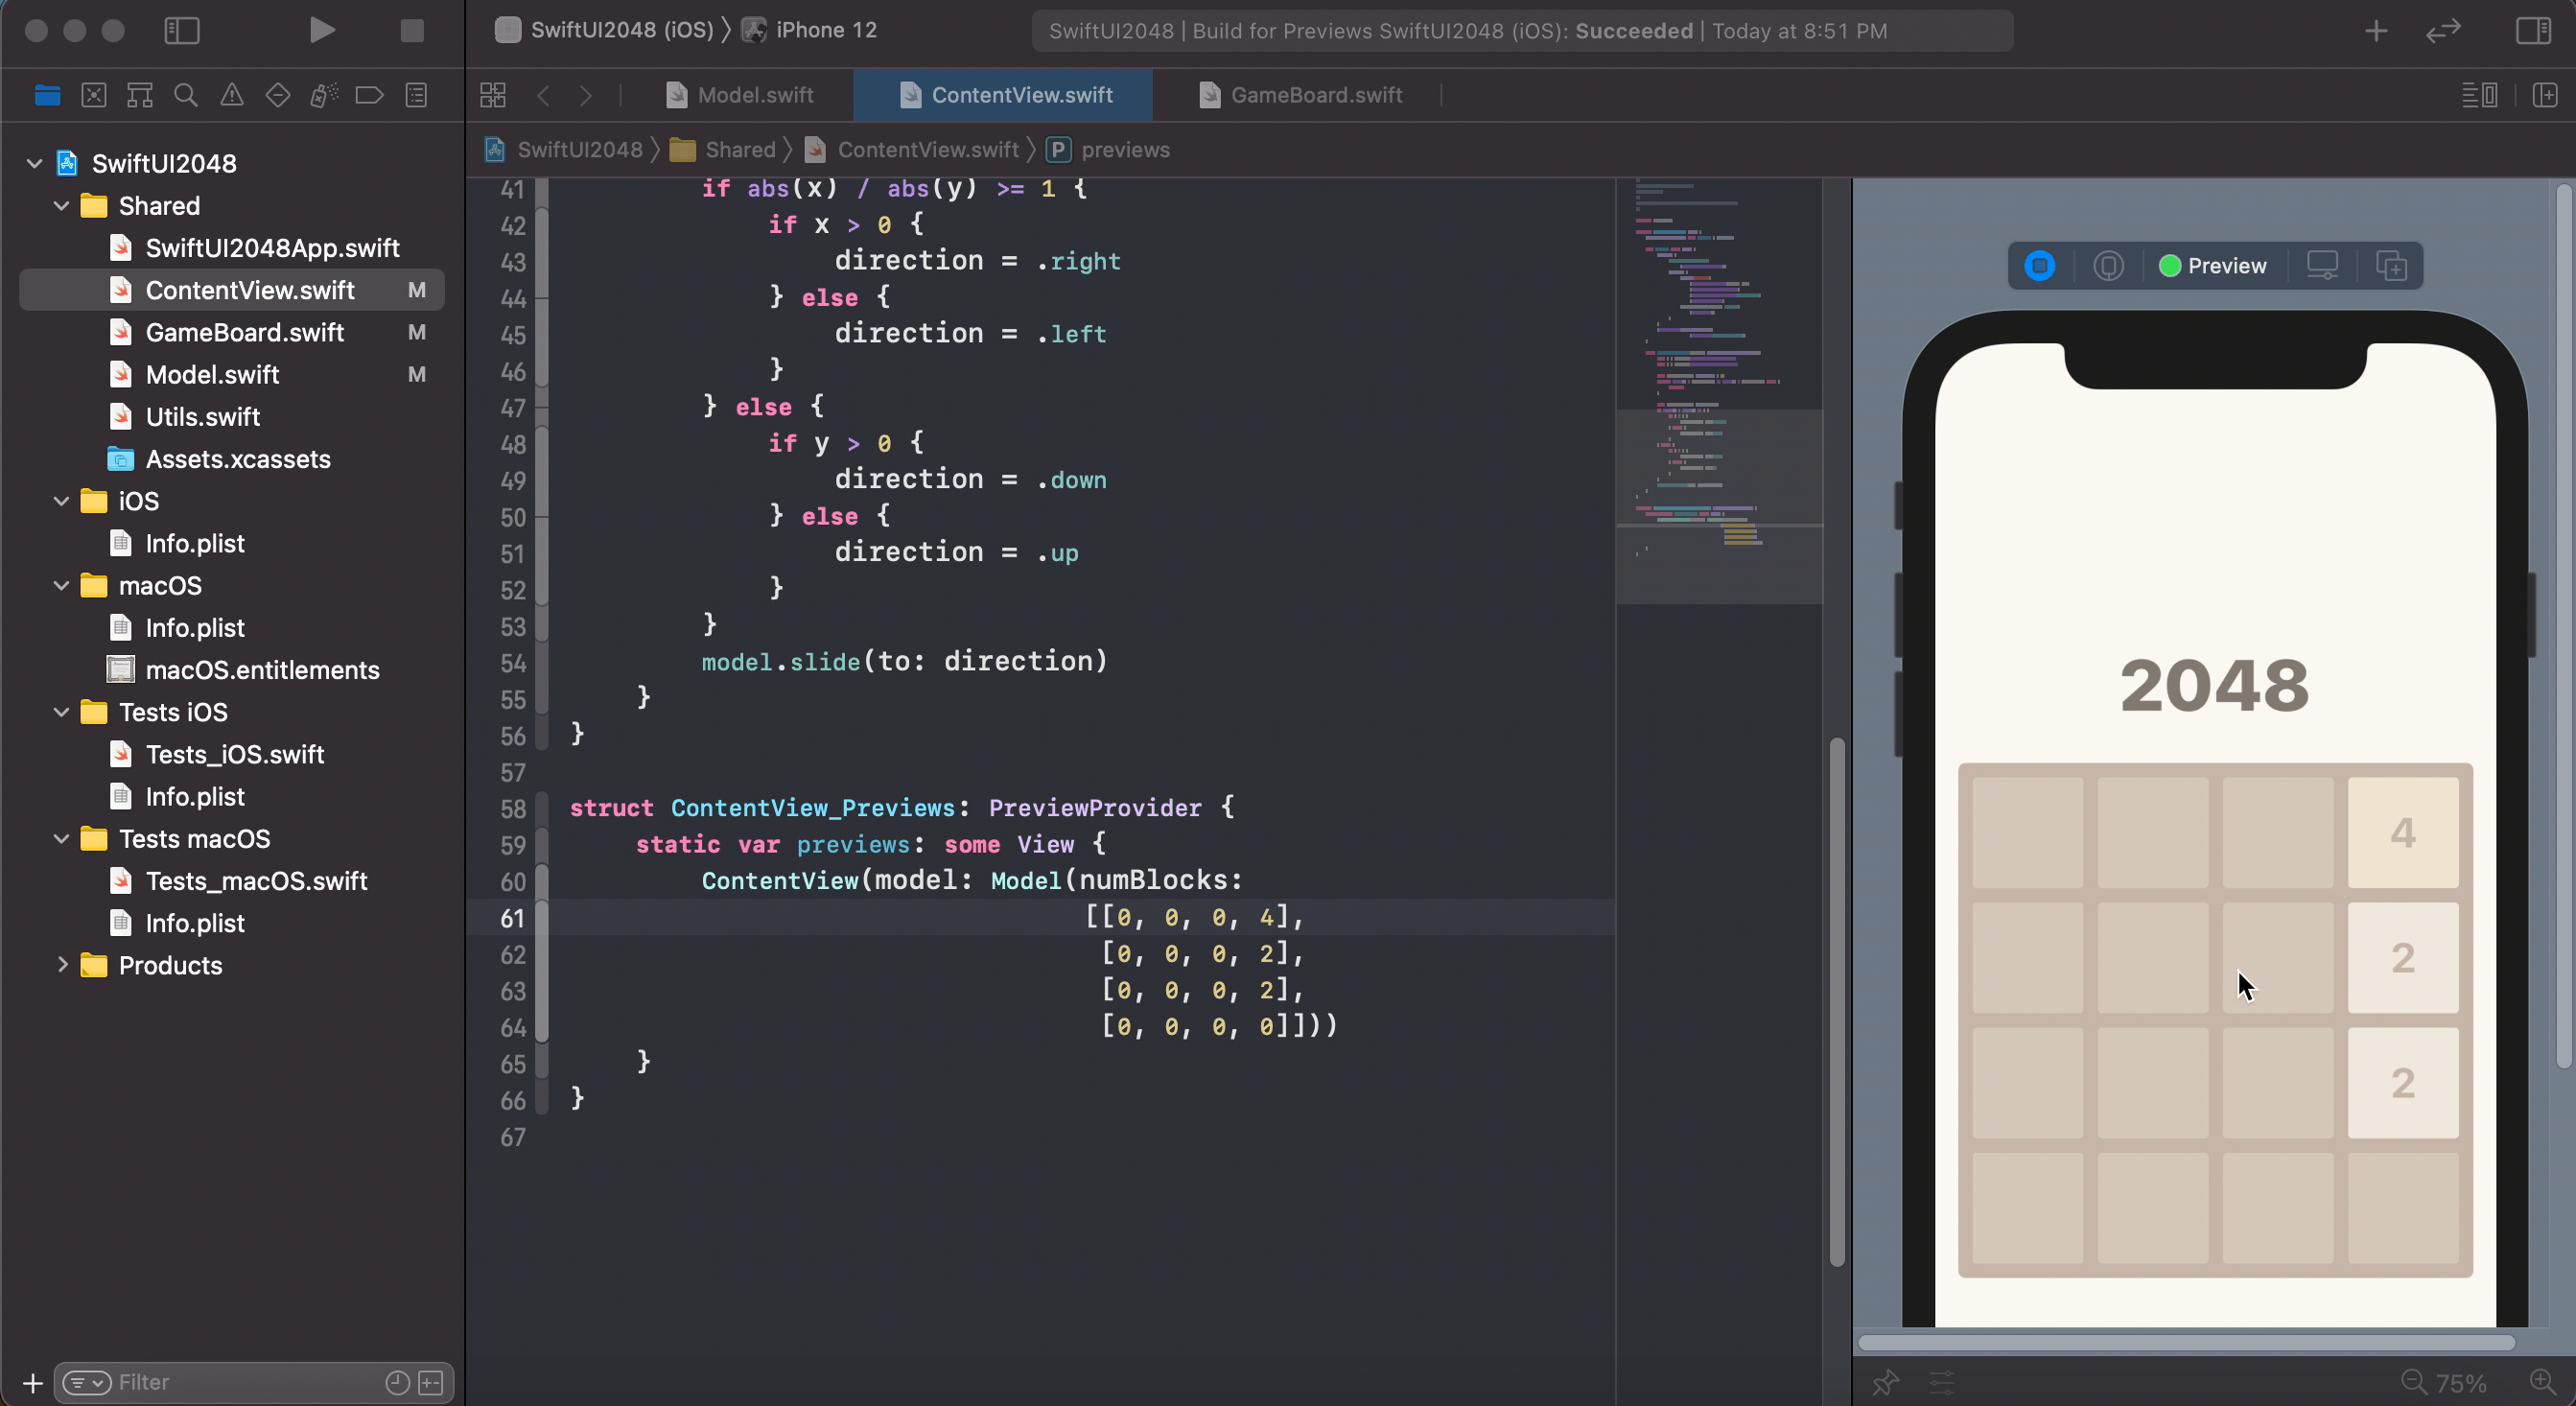 SwiftUI2048 (iOS) 〉 iPhone 12
SwiftUI2048 | Build for Previews SwiftUI2048 (iOS): Succeeded | Today at 8:51 PM
Model.swift
ContentView.swift
GameBoard.swift
SwiftUI2048 〉 Shared 〉 ContentView.swift 〉 P previews
SwiftUI2048
Shared
SwiftUI2048App.swift
ContentView.swift M
GameBoard.swift M
Model.swift M
Utils.swift
Assets.xcassets
iOS
Info.plist
macOS
Info.plist
macOS.entitlements
Tests iOS
Tests_iOS.swift
Info.plist
Tests macOS
Tests_macOS.swift
Info.plist
Products
Filter
41 if abs(x) / abs(y) >= 1 {
42 if x > 0 {
43 direction = .right
44 } else {
45 direction = .left
46 }
47 } else {
48 if y > 0 {
49 direction = .down
50 } else {
51 direction = .up
52 }
53 }
54 model.slide(to: direction)
55 }
56 }
57
58 struct ContentView_Previews: PreviewProvider {
59 static var previews: some View {
60 ContentView(model: Model(numBlocks:
61 [[0, 0, 0, 4],
62 [0, 0, 0, 2],
63 [0, 0, 0, 2],
64 [0, 0, 0, 0]]))
65 }
66 }
67
Preview
2048
4
2
2
75%